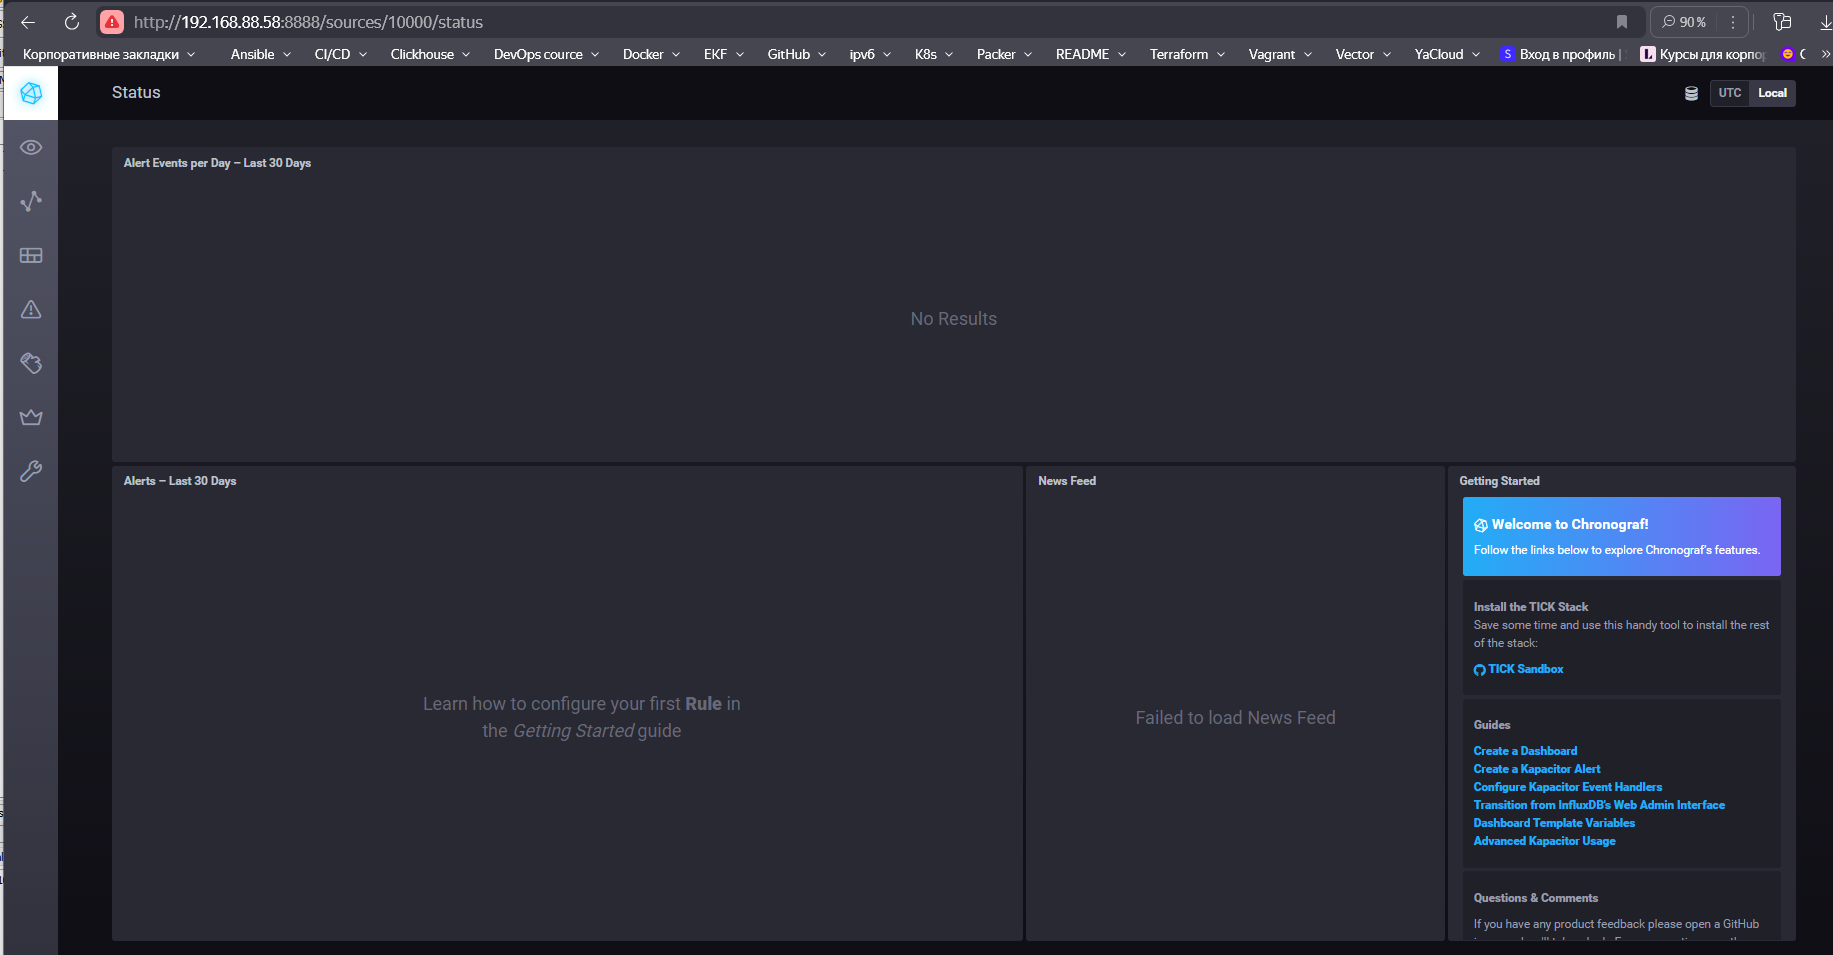 http://192.168.88.58:8888/sources/10000/status
90%
Корпоративные закладки Ansible CI/CD Clickhouse DevOps cource Docker EKF GitHub ipv6 K8s Packer README Terraform Vagrant Vector YaCloud S Вход в профиль | Курсы для корпо
Status
UTC Local
Alert Events per Day – Last 30 Days
No Results
Alerts – Last 30 Days
Learn how to configure your first Rule in
the Getting Started guide
News Feed
Failed to load News Feed
Getting Started
Welcome to Chronograf!
Follow the links below to explore Chronograf's features.
Install the TICK Stack
Save some time and use this handy tool to install the rest
of the stack:
TICK Sandbox
Guides
Create a Dashboard
Create a Kapacitor Alert
Configure Kapacitor Event Handlers
Transition from InfluxDB's Web Admin Interface
Dashboard Template Variables
Advanced Kapacitor Usage
Questions & Comments
If you have any product feedback please open a GitHub